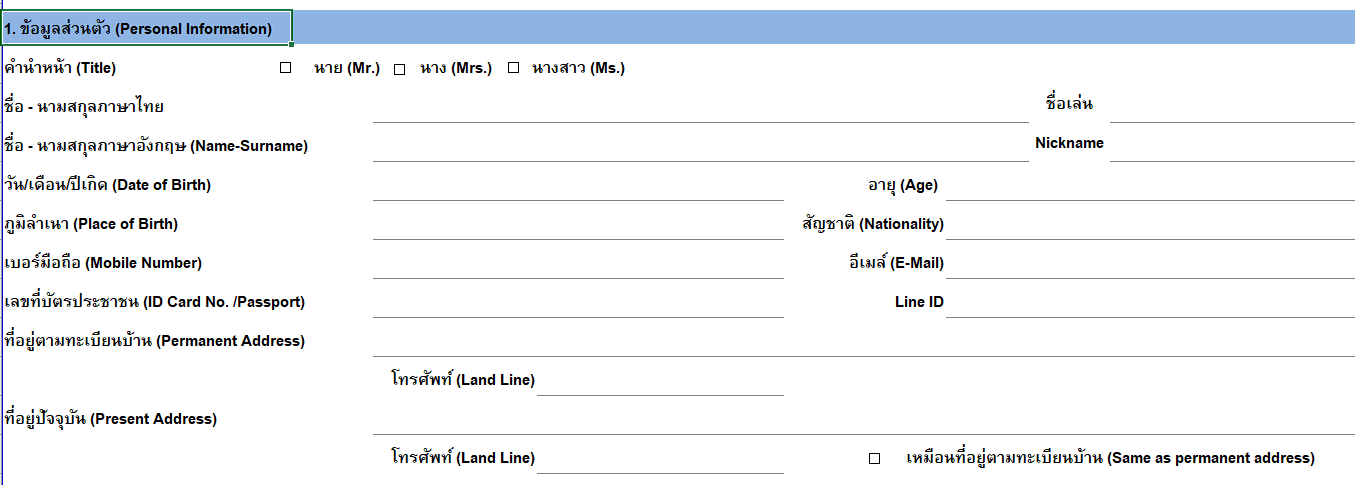 1. ข้อมูลส่วนตัว (Personal Information)
คำนำหน้า (Title) นาย (Mr.) นาง (Mrs.) นางสาว (Ms.)
ชื่อ - นามสกุลภาษาไทย ชื่อเล่น
ชื่อ - นามสกุลภาษาอังกฤษ (Name-Surname) Nickname
วัน/เดือน/ปีเกิด (Date of Birth) อายุ (Age)
ภูมิลำเนา (Place of Birth) สัญชาติ (Nationality)
เบอร์มือถือ (Mobile Number) อีเมล์ (E-Mail)
เลขที่บัตรประชาชน (ID Card No. /Passport) Line ID
ที่อยู่ตามทะเบียนบ้าน (Permanent Address)
โทรศัพท์ (Land Line)
ที่อยู่ปัจจุบัน (Present Address)
โทรศัพท์ (Land Line) เหมือนที่อยู่ตามทะเบียนบ้าน (Same as permanent address)